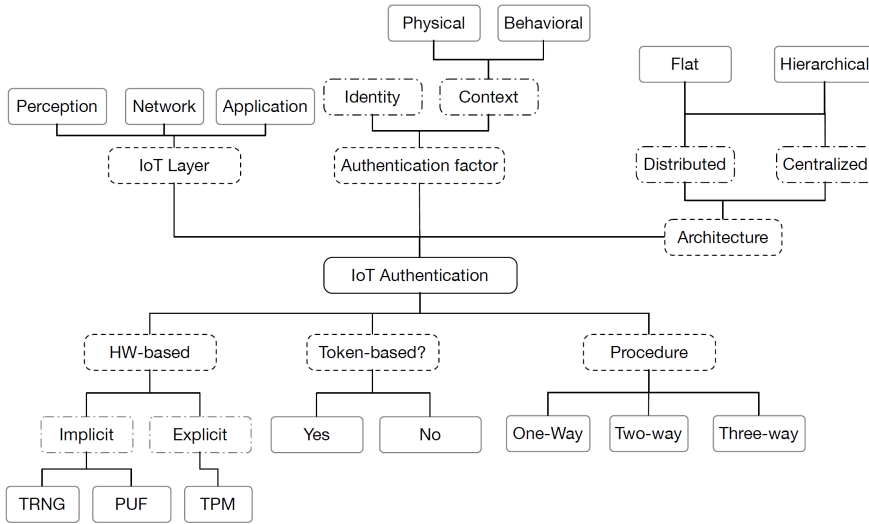 Physical
Behavioral
Flat
Hierarchical
Perception
Network
Application
Identity
Context
IoT Layer
Authentication factor
Distributed
Centralized
Architecture
IoT Authentication
HW-based
Token-based?
Procedure
Implicit
Explicit
Yes
No
One-Way
Two-way
Three-way
TRNG
PUF
TPM